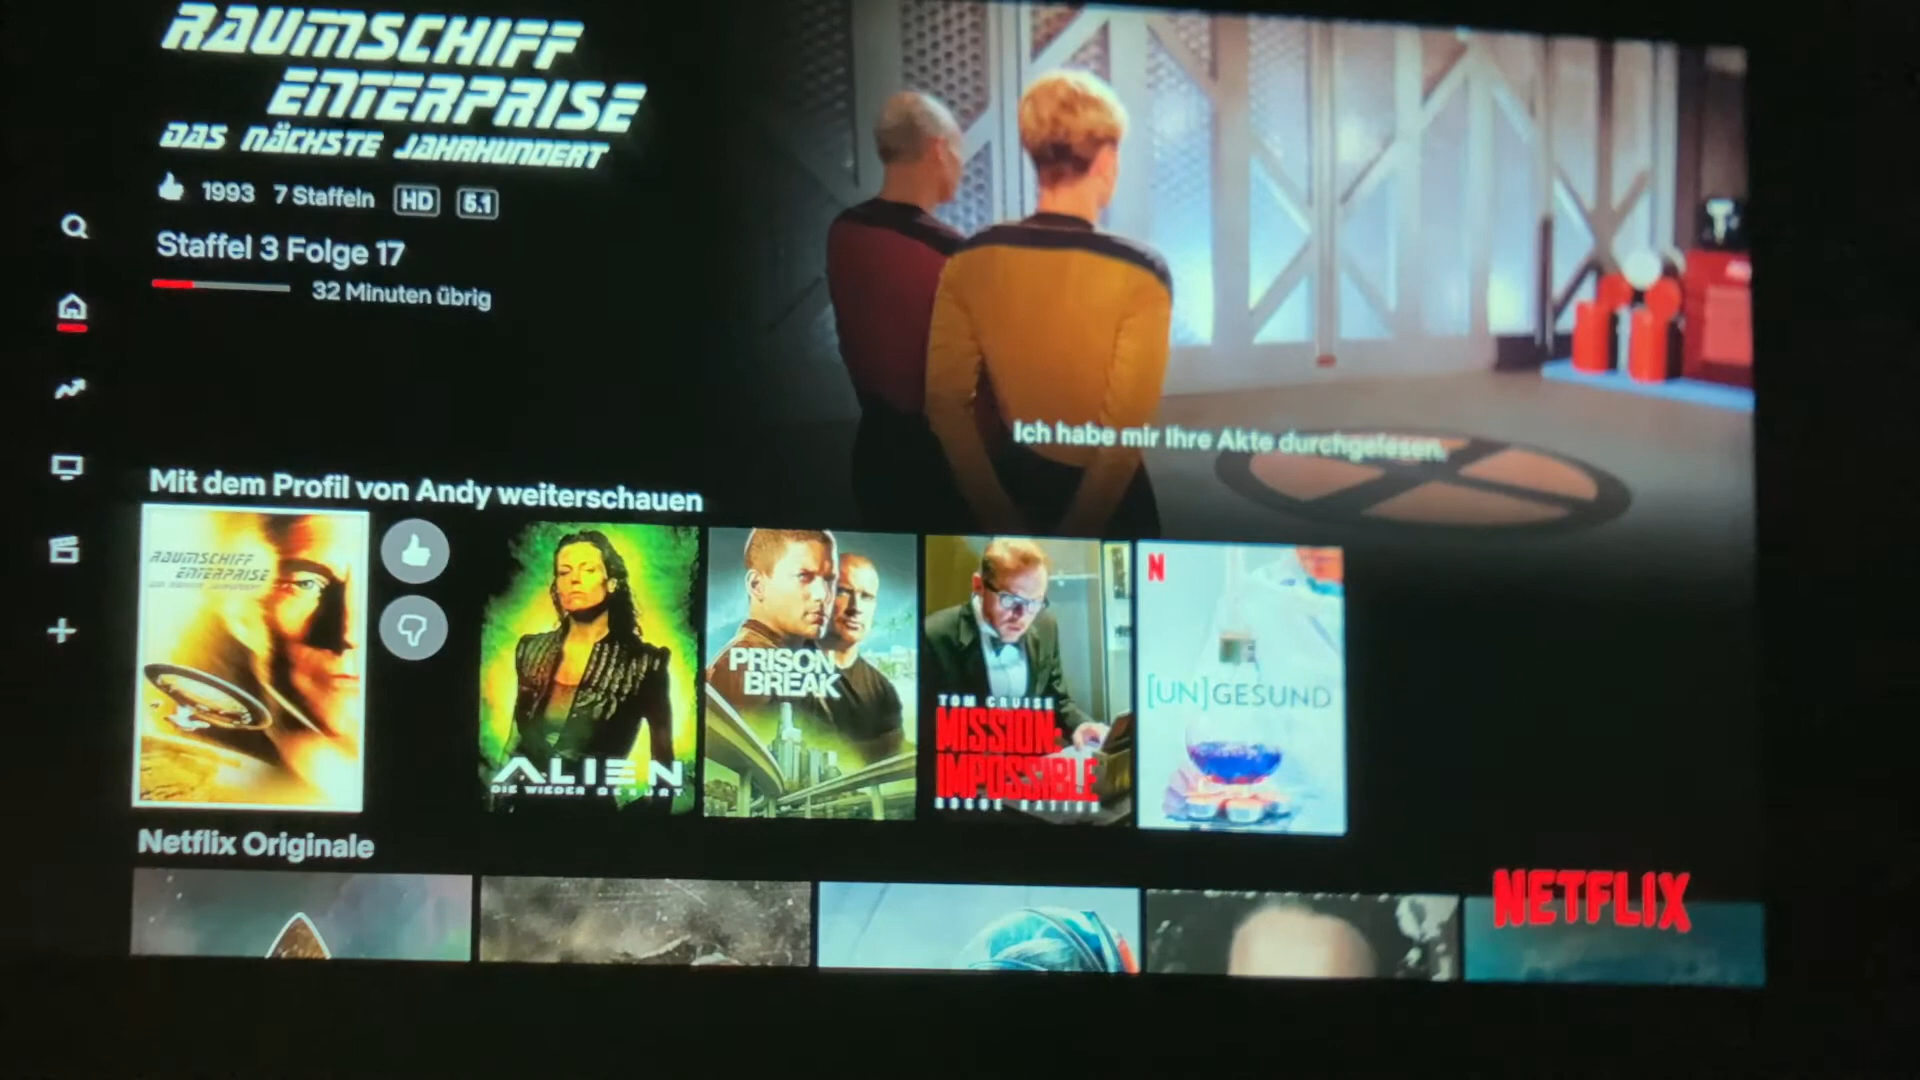 RAUMSCHIFF
ENTERPRISE
DAS NÄCHSTE JAHRHUNDERT
1993 7 Staffeln HD 5.1
Staffel 3 Folge 17
32 Minuten übrig
Ich habe mir Ihre Akte durchgelesen.
Mit dem Profil von Andy weiterschauen
RAUMSCHIFF
ENTERPRISE
ALIEN
DIE WIEDERGEBURT
PRISON
BREAK
TOM CRUISE
MISSION:
IMPOSSIBLE
ROGUE NATION
N
[UN]GESUND
Netflix Originale
NETFLIX